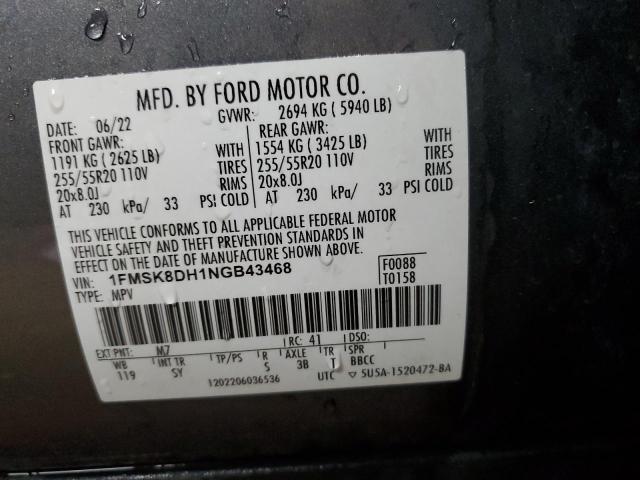 MFD. BY FORD MOTOR CO.
DATE: 06/22 GVWR: 2694 KG ( 5940 LB)
FRONT GAWR: REAR GAWR:
1191 KG ( 2625 LB) WITH 1554 KG ( 3425 LB) WITH
255/55R20 110V TIRES 255/55R20 110V TIRES
20x8.0J RIMS 20x8.0J RIMS
AT 230 kPa/ 33 PSI COLD AT 230 kPa/ 33 PSI COLD
THIS VEHICLE CONFORMS TO ALL APPLICABLE FEDERAL MOTOR
VEHICLE SAFETY AND THEFT PREVENTION STANDARDS IN
EFFECT ON THE DATE OF MANUFACTURE SHOWN ABOVE.
VIN: 1FMSK8DH1NGB43468 F0088
TYPE: MPV T0158
EXT PNT: M7 RC: 41 DSO:
WB INT TR TP/PS R AXLE TR SPR
119 SY S 3B T BBCC
1202206036536 UTC ▽ 5U5A-1520472-BA